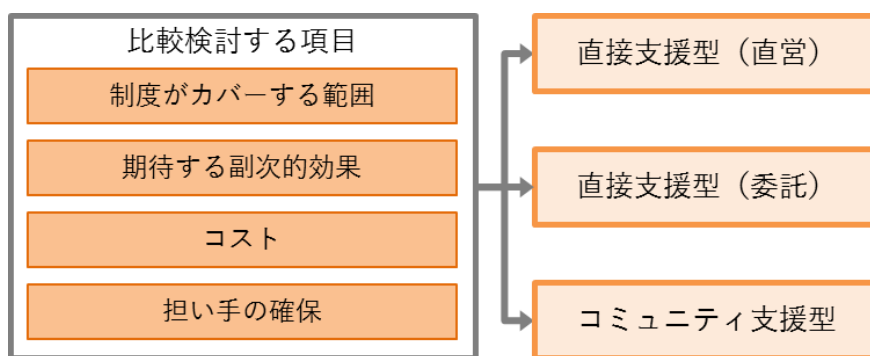 比較検討する項目
制度がカバーする範囲
期待する副次的効果
コスト
担い手の確保
直接支援型（直営）
直接支援型（委託）
コミュニティ支援型